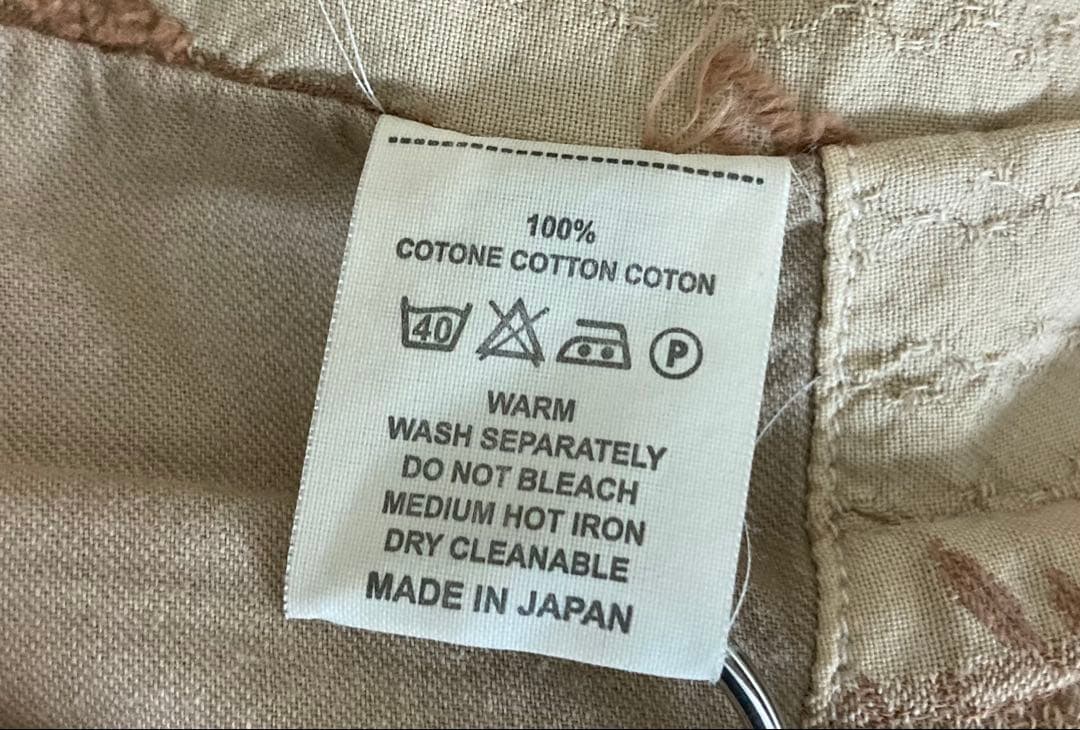 100%
COTONE COTTON COTON
40 P
WARM
WASH SEPARATELY
DO NOT BLEACH
MEDIUM HOT IRON
DRY CLEANABLE
MADE IN JAPAN